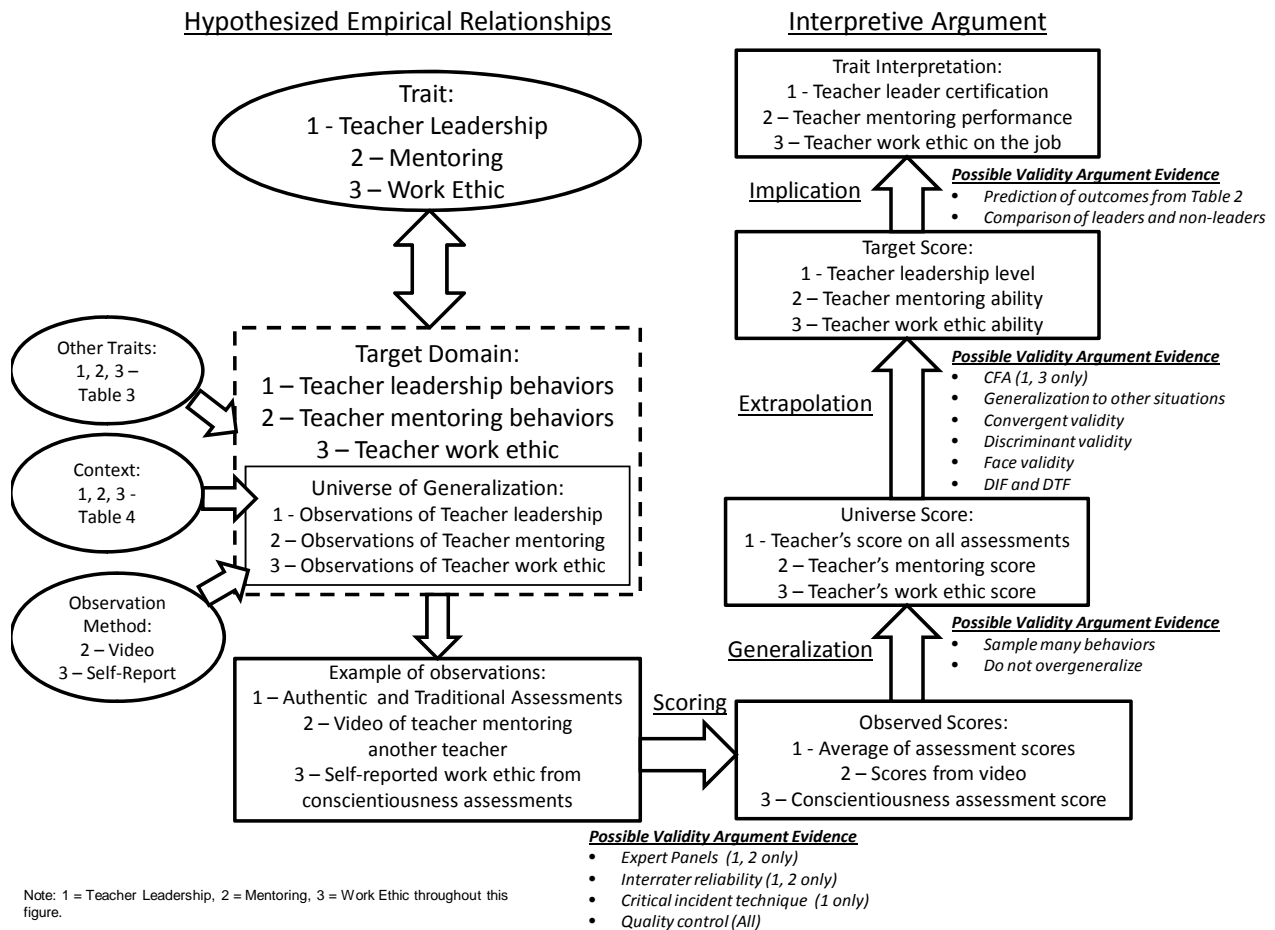 Hypothesized Empirical Relationships
Interpretive Argument
Trait:
1 - Teacher Leadership
2 – Mentoring
3 – Work Ethic
Other Traits:
1, 2, 3 –
Table 3
Context:
1, 2, 3 -
Table 4
Observation
Method:
2 – Video
3 – Self-Report
Target Domain:
1 – Teacher leadership behaviors
2 – Teacher mentoring behaviors
3 – Teacher work ethic
Universe of Generalization:
1 - Observations of Teacher leadership
2 – Observations of Teacher mentoring
3 – Observations of Teacher work ethic
Example of observations:
1 – Authentic and Traditional Assessments
2 – Video of teacher mentoring
another teacher
3 – Self-reported work ethic from
conscientiousness assessments
Scoring
Possible Validity Argument Evidence
• Expert Panels (1, 2 only)
• Interrater reliability (1, 2 only)
• Critical incident technique (1 only)
• Quality control (All)
Trait Interpretation:
1 - Teacher leader certification
2 – Teacher mentoring performance
3 – Teacher work ethic on the job
Implication
Possible Validity Argument Evidence
• Prediction of outcomes from Table 2
• Comparison of leaders and non-leaders
Target Score:
1 - Teacher leadership level
2 – Teacher mentoring ability
3 – Teacher work ethic ability
Extrapolation
Possible Validity Argument Evidence
• CFA (1, 3 only)
• Generalization to other situations
• Convergent validity
• Discriminant validity
• Face validity
• DIF and DTF
Universe Score:
1 - Teacher's score on all assessments
2 – Teacher's mentoring score
3 – Teacher's work ethic score
Generalization
Possible Validity Argument Evidence
• Sample many behaviors
• Do not overgeneralize
Observed Scores:
1 - Average of assessment scores
2 – Scores from video
3 – Conscientiousness assessment score
Note: 1 = Teacher Leadership, 2 = Mentoring, 3 = Work Ethic throughout this
figure.